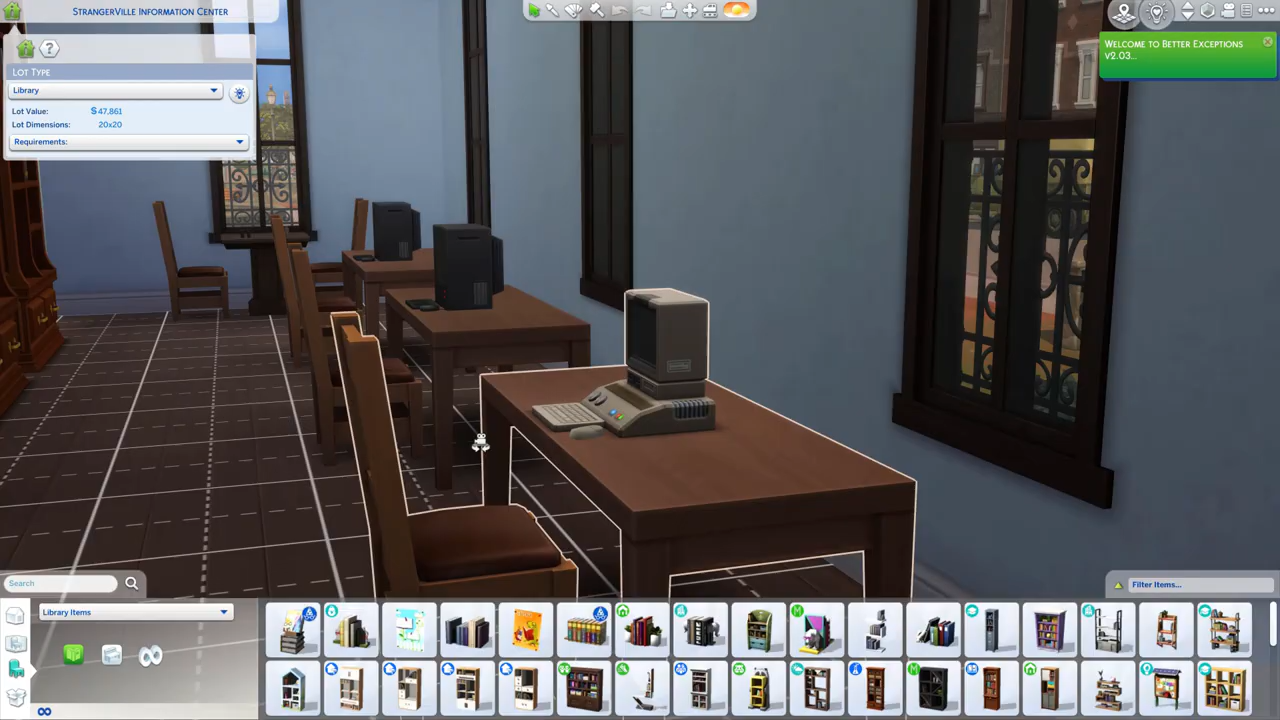 StrangerVille Information Center
Lot Type
Library
Lot Value: §47,861
Lot Dimensions: 20x20
Requirements:
Welcome to Better Exceptions
v2.03...
Search
Filter Items...
Library Items